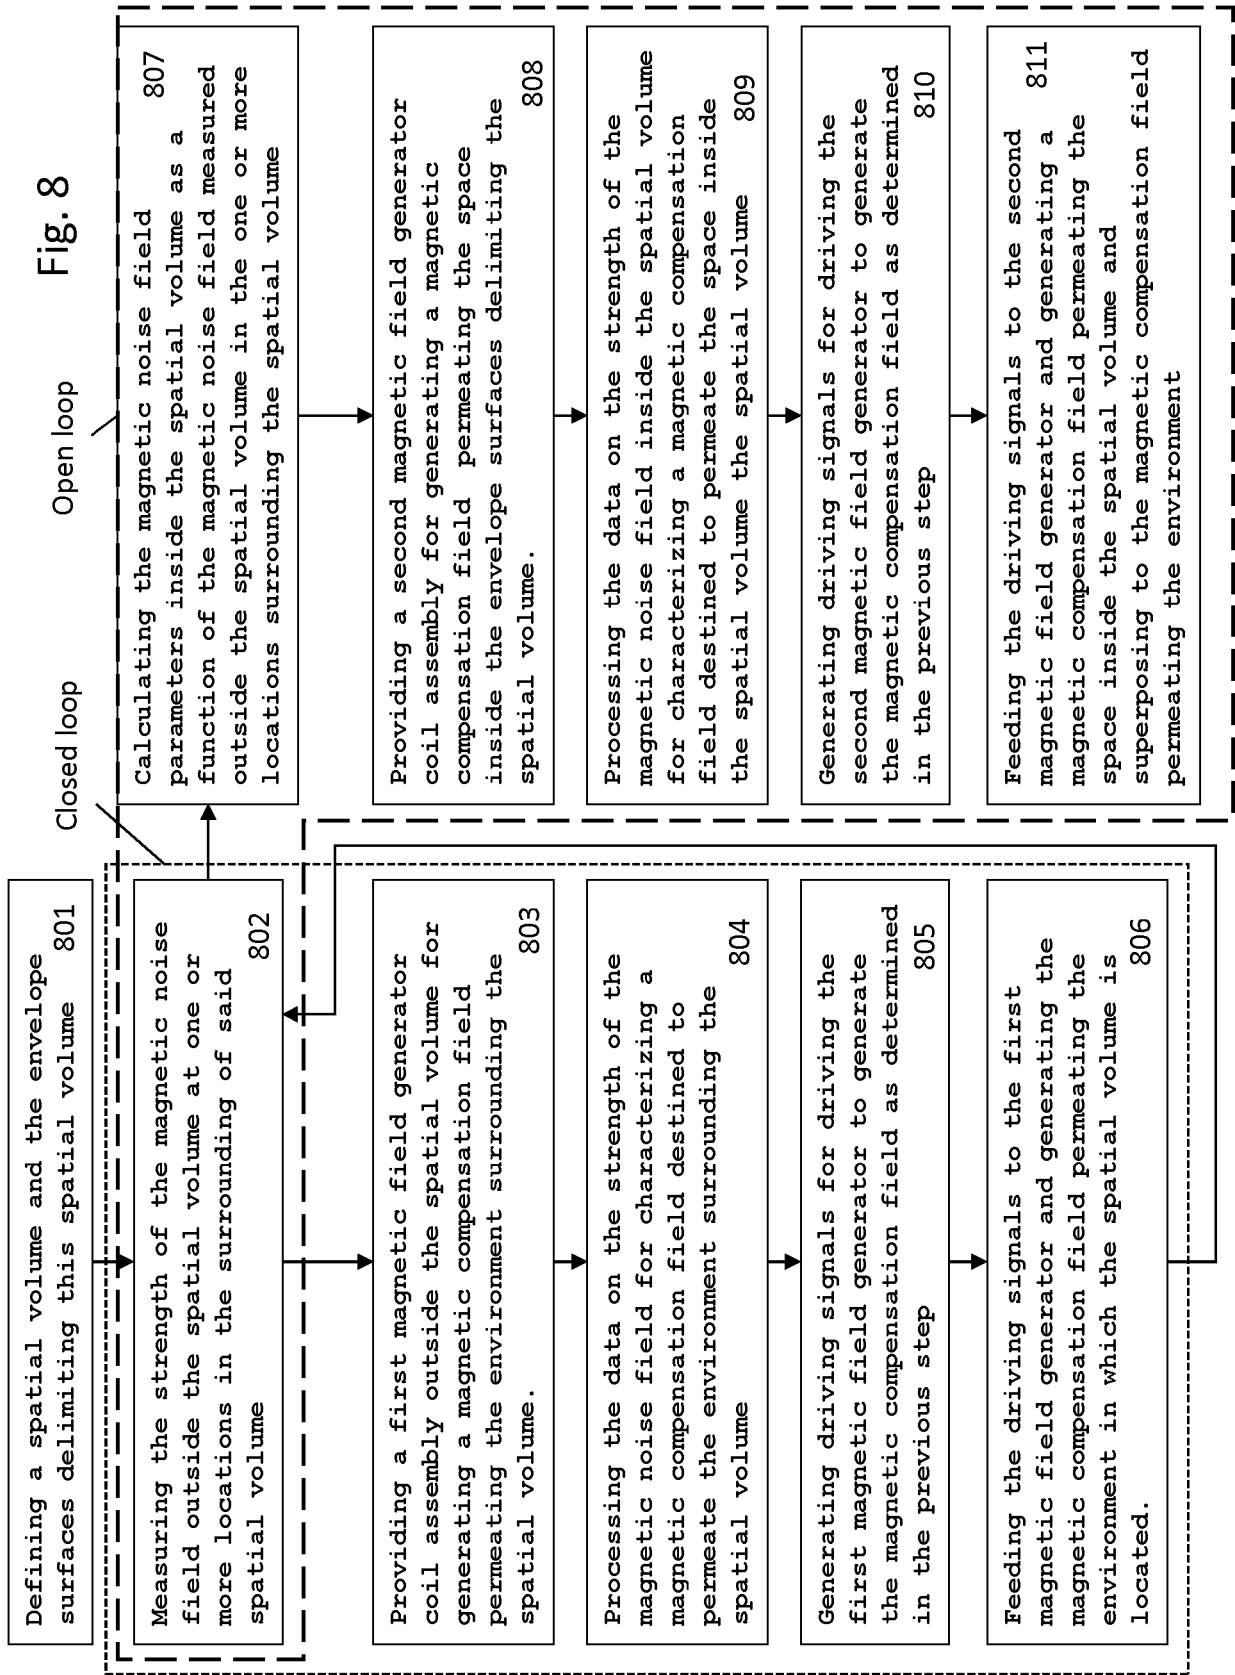 Fig. 8
Open loop
Closed loop
Defining a spatial volume and the envelope
surfaces delimiting this spatial volume
801
Measuring the strength of the magnetic noise
field outside the spatial volume at one or
more locations in the surrounding of said
spatial volume
802
Providing a first magnetic field generator
coil assembly outside the spatial volume for
generating a magnetic compensation field
permeating the environment surrounding the
spatial volume.
803
Processing the data on the strength of the
magnetic noise field for characterizing a
magnetic compensation field destined to
permeate the environment surrounding the
spatial volume
804
Generating driving signals for driving the
first magnetic field generator to generate
the magnetic compensation field as determined
in the previous step
805
Feeding the driving signals to the first
magnetic field generator and generating the
magnetic compensation field permeating the
environment in which the spatial volume is
located.
806
Calculating the magnetic noise field
parameters inside the spatial volume as a
function of the magnetic noise field measured
outside the spatial volume in the one or more
locations surrounding the spatial volume
807
Providing a second magnetic field generator
coil assembly for generating a magnetic
compensation field permeating the space
inside the envelope surfaces delimiting the
spatial volume.
808
Processing the data on the strength of the
magnetic noise field inside the spatial volume
for characterizing a magnetic compensation
field destined to permeate the space inside
the spatial volume the spatial volume
809
Generating driving signals for driving the
second magnetic field generator to generate
the magnetic compensation field as determined
in the previous step
810
Feeding the driving signals to the second
magnetic field generator and generating a
magnetic compensation field permeating the
space inside the spatial volume and
superposing to the magnetic compensation field
permeating the environment
811